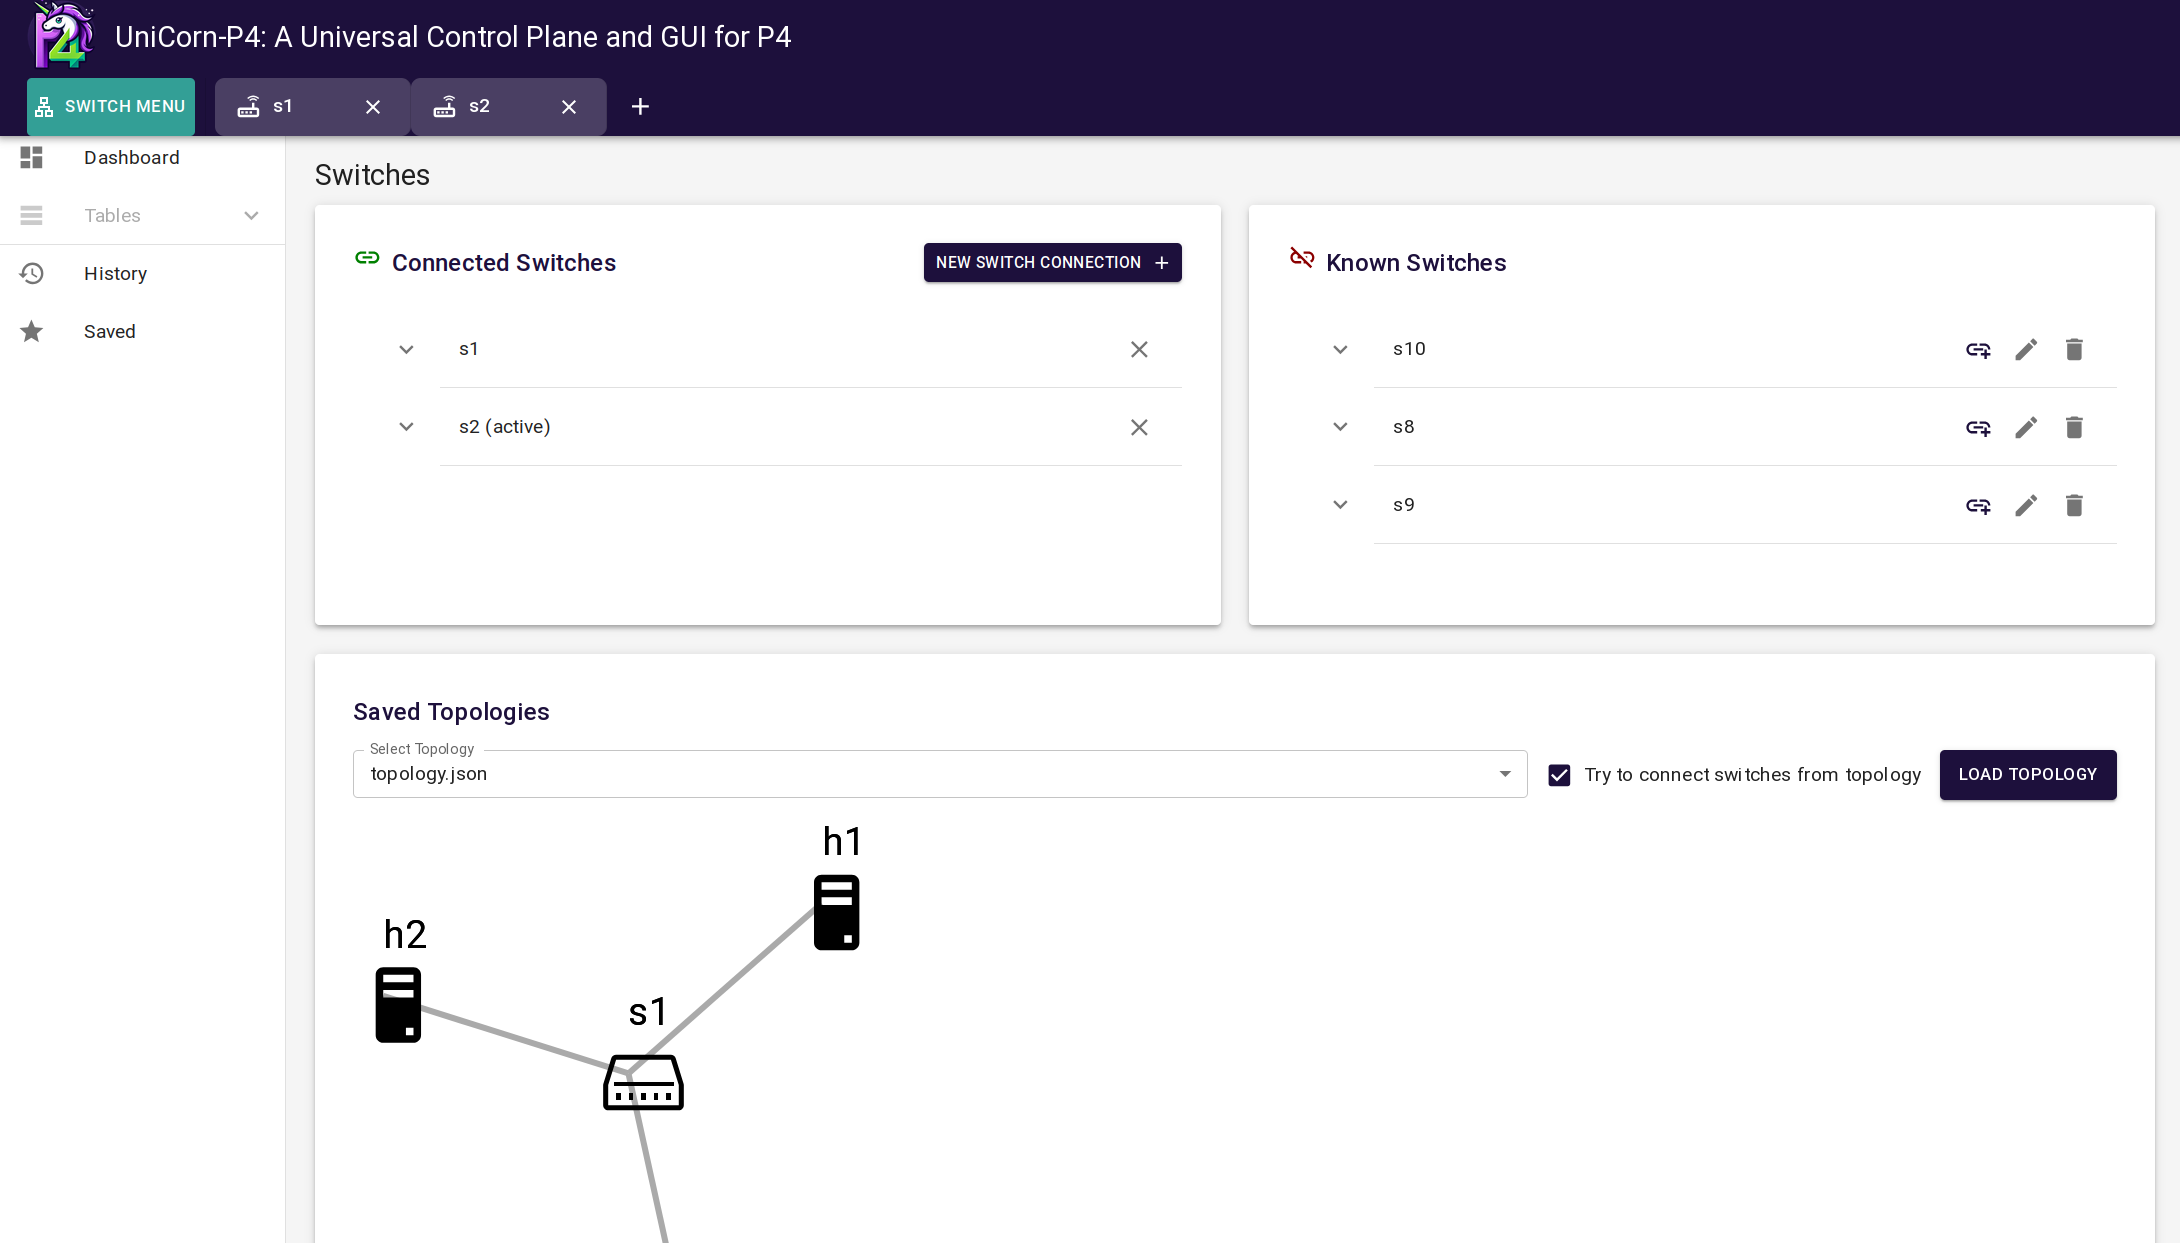 P4
UniCorn-P4: A Universal Control Plane and GUI for P4
SWITCH MENU
s1
s2
Dashboard
Tables
History
Saved
Switches
Connected Switches
NEW SWITCH CONNECTION
s1
s2 (active)
Known Switches
s10
s8
s9
Saved Topologies
Select Topology
topology.json
Try to connect switches from topology
LOAD TOPOLOGY
h1
h2
s1